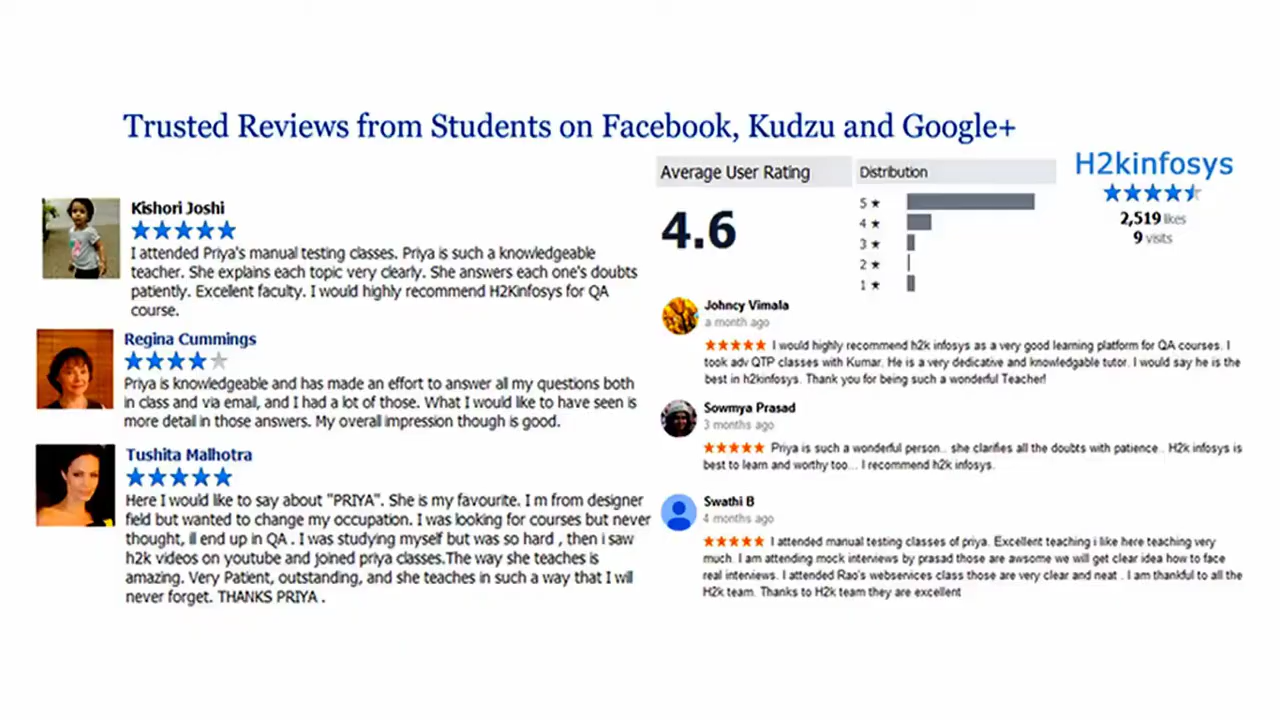 Trusted Reviews from Students on Facebook, Kudzu and Google+
Kishori Joshi
I attended Priya's manual testing classes. Priya is such a knowledgeable
teacher. She explains each topic very clearly. She answers each one's doubts
patiently. Excellent faculty. I would highly recommend H2Kinfosys for QA
course.
Regina Cummings
Priya is knowledgeable and has made an effort to answer all my questions both
in class and via email, and I had a lot of those. What I would like to have seen is
more detail in those answers. My overall impression though is good.
Tushita Malhotra
Here I would like to say about "PRIYA". She is my favourite. I m from designer
field but wanted to change my occupation. I was looking for courses but never
thought, ill end up in QA . I was studying myself but was so hard , then i saw
h2k videos on youtube and joined priya classes.The way she teaches is
amazing. Very Patient, outstanding, and she teaches in such a way that I will
never forget. THANKS PRIYA .
Average User Rating
4.6
Distribution
5 ★
4 ★
3 ★
2 ★
1 ★
H2kinfosys
2,519 likes
9 visits
Johncy Vimala
a month ago
I would highly recommend h2k infosys as a very good learning platform for QA courses. I
took adv QTP classes with Kumar. He is a very dedicative and knowledgable tutor. I would say he is the
best in h2kinfosys. Thank you for being such a wonderful Teacher!
Sowmya Prasad
3 months ago
Priya is such a wonderful person.. she clarifies all the doubts with patience.. H2k infosys is
best to learn and worthy too... I recommend h2k infosys.
Swathi B
4 months ago
I attended manual testing classes of priya. Excellent teaching i like here teaching very
much. I am attending mock interviews by prasad those are awsome we will get clear idea how to face
real interviews. I attended Rao's webservices class those are very clear and neat . I am thankful to all the
H2k team. Thanks to H2k team they are excellent